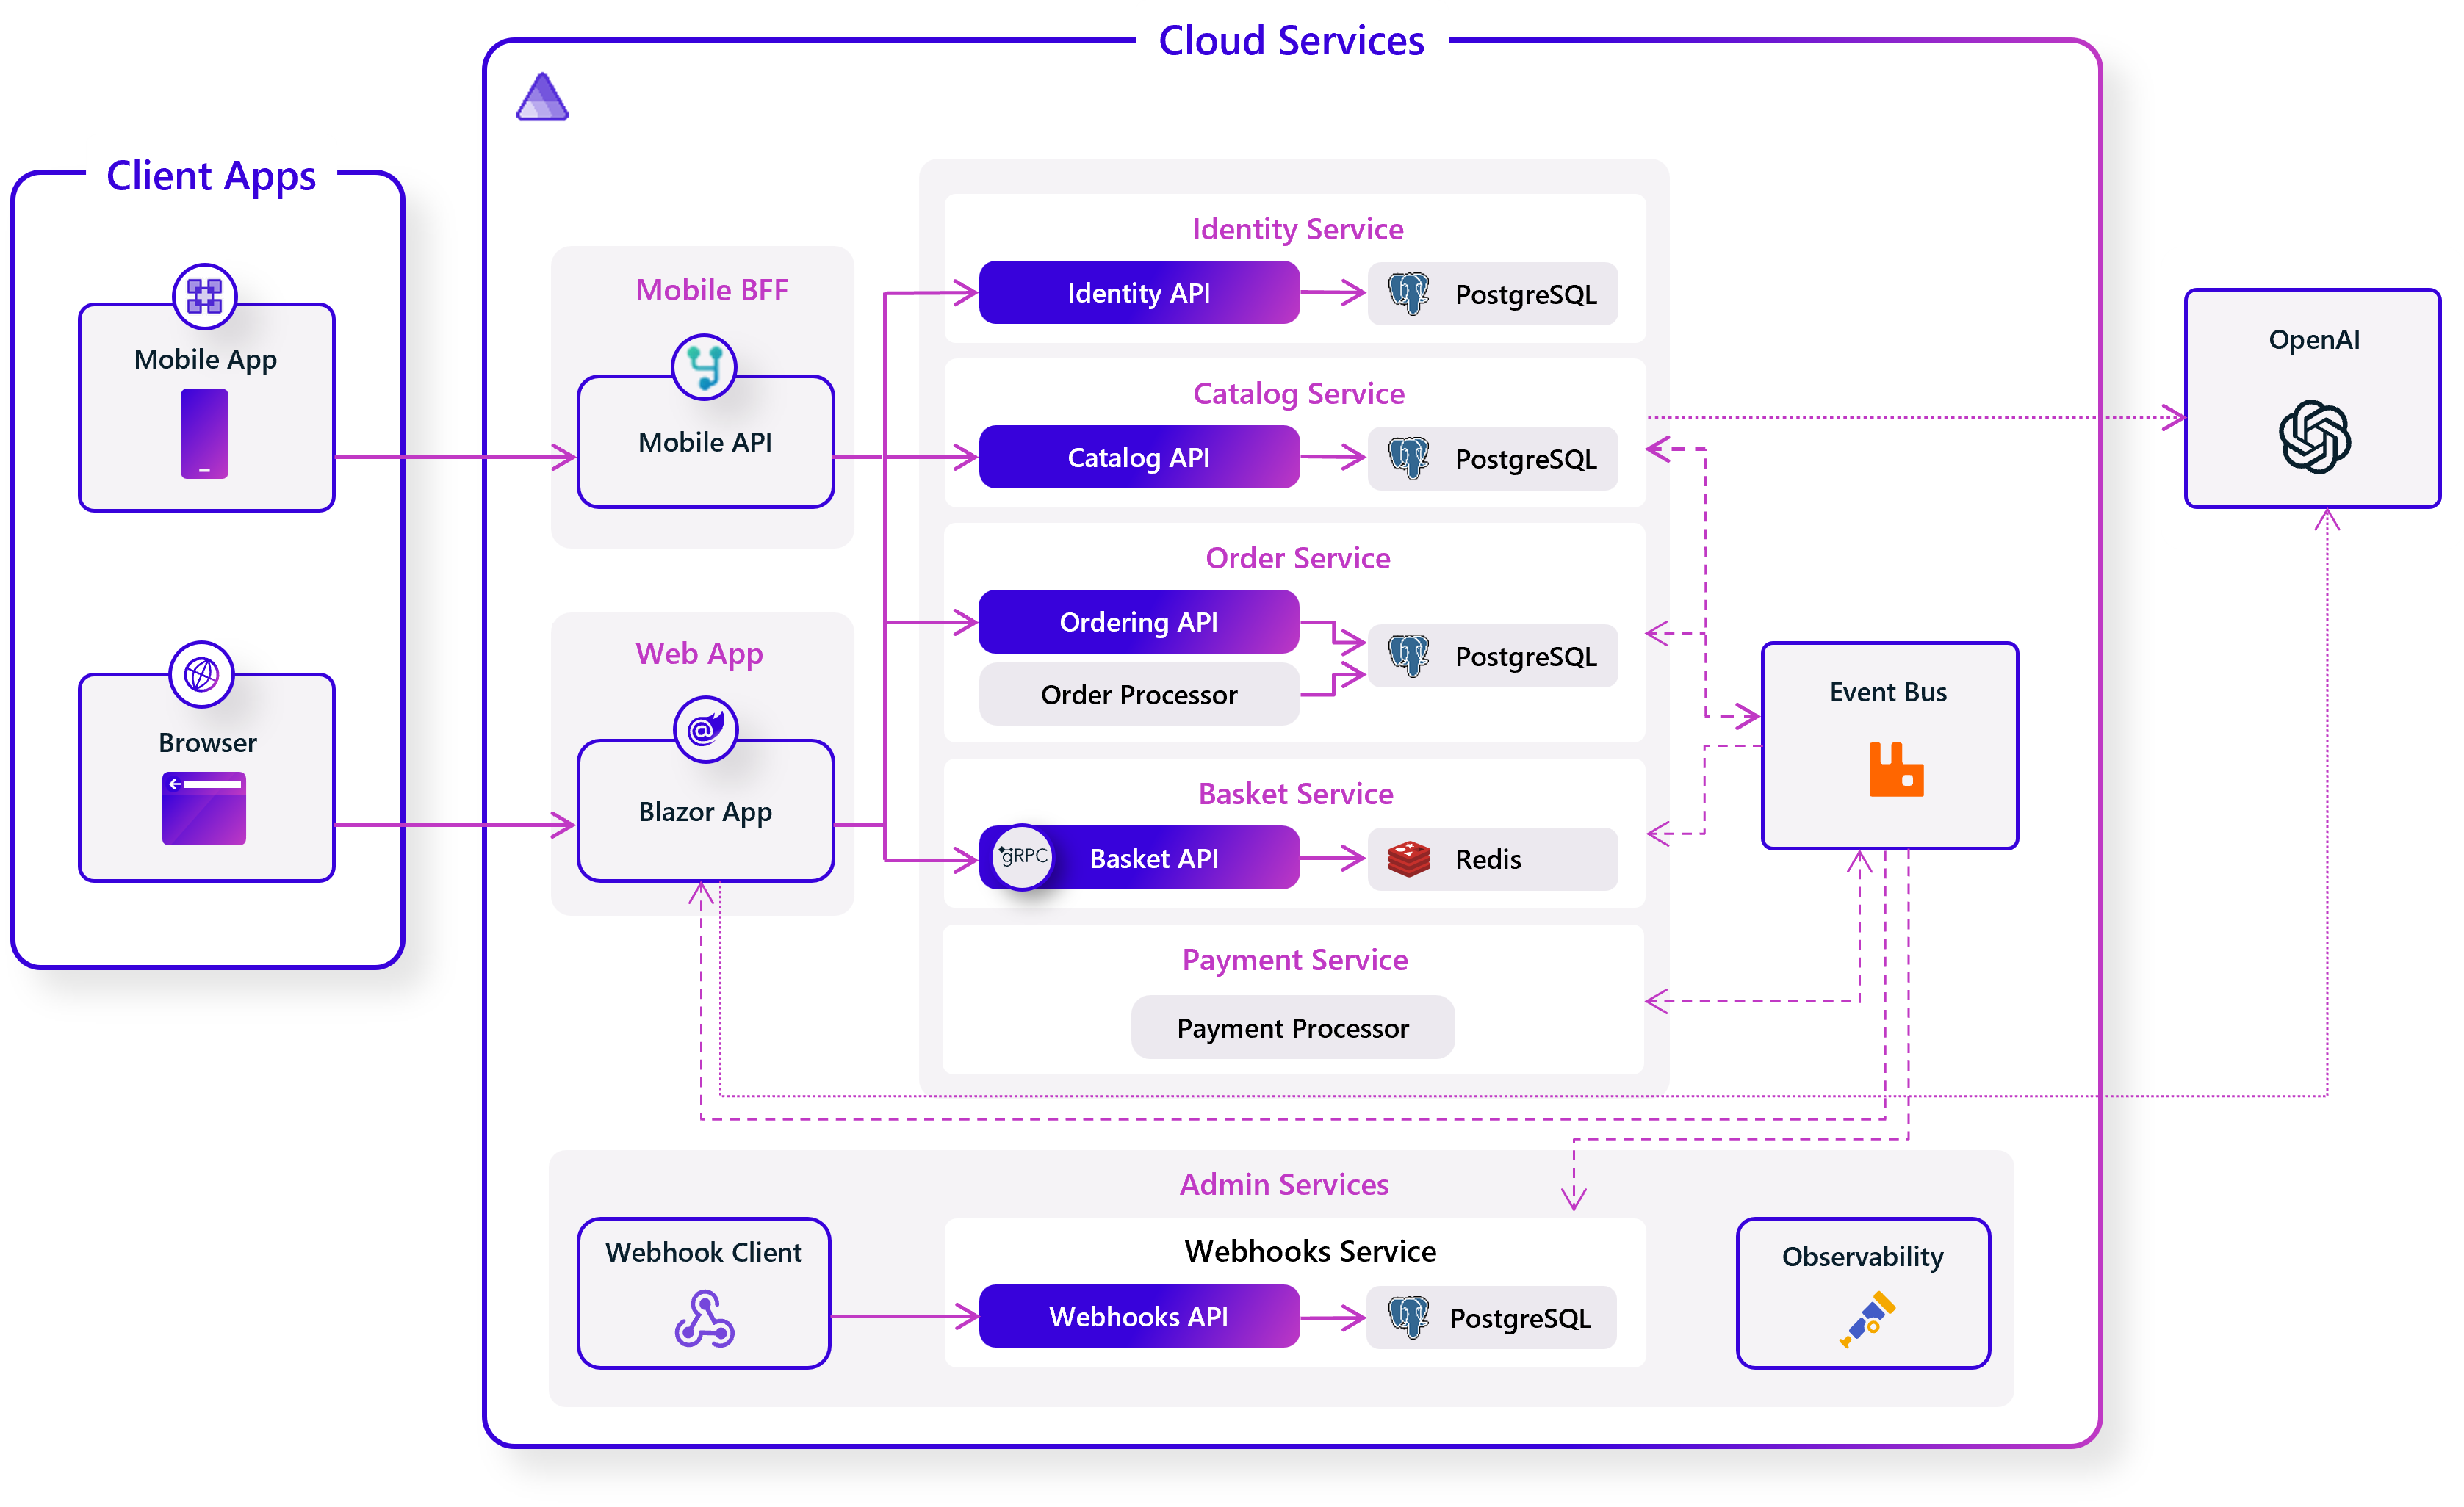 Cloud Services
Client Apps
Mobile App
Browser
Mobile BFF
Mobile API
Web App
Blazor App
Identity Service
Identity API
PostgreSQL
Catalog Service
Catalog API
PostgreSQL
Order Service
Ordering API
Order Processor
PostgreSQL
Basket Service
gRPC
Basket API
Redis
Payment Service
Payment Processor
Event Bus
OpenAI
Admin Services
Webhook Client
Webhooks Service
Webhooks API
PostgreSQL
Observability